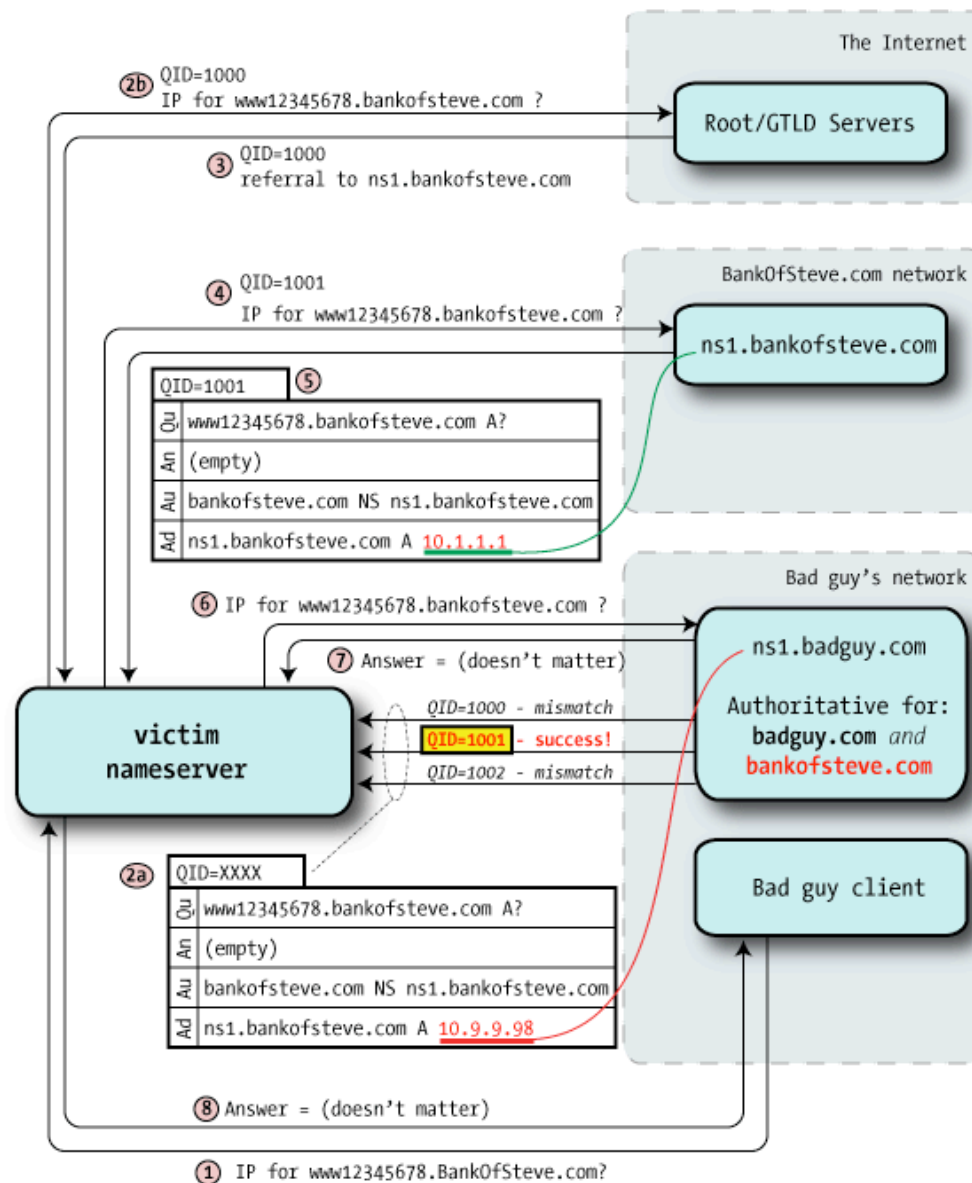 The Internet
2b QID=1000
IP for www12345678.bankofsteve.com ?
Root/GTLD Servers
3 QID=1000
referral to ns1.bankofsteve.com
BankOfSteve.com network
4 QID=1001
IP for www12345678.bankofsteve.com ?
ns1.bankofsteve.com
QID=1001 5
Qu www12345678.bankofsteve.com A?
An (empty)
Au bankofsteve.com NS ns1.bankofsteve.com
Ad ns1.bankofsteve.com A 10.1.1.1
Bad guy's network
6 IP for www12345678.bankofsteve.com ?
7 Answer = (doesn't matter)
ns1.badguy.com
Authoritative for:
badguy.com and
bankofsteve.com
QID=1000 - mismatch
QID=1001 - success!
QID=1002 - mismatch
victim
nameserver
2a QID=XXXX
Qu www12345678.bankofsteve.com A?
An (empty)
Au bankofsteve.com NS ns1.bankofsteve.com
Ad ns1.bankofsteve.com A 10.9.9.98
Bad guy client
8 Answer = (doesn't matter)
1 IP for www12345678.BankOfSteve.com?